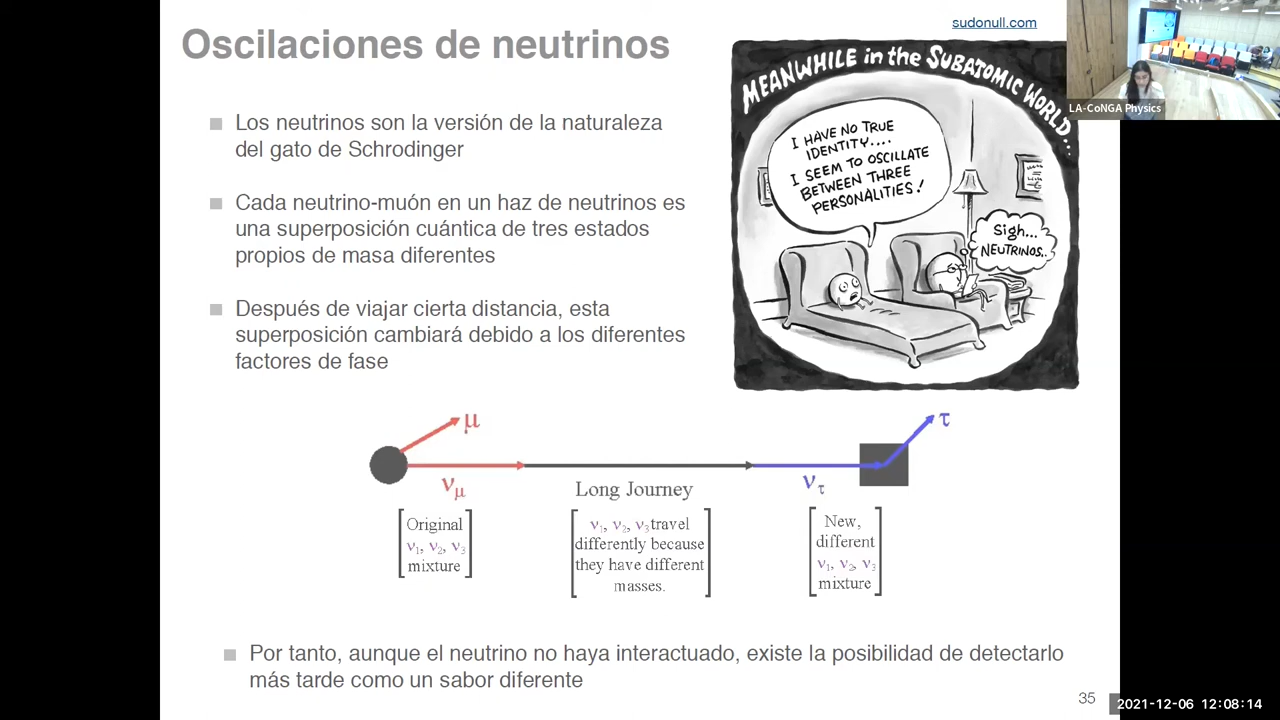 sudonull.com
Oscilaciones de neutrinos
LA-CoNGA Physics
Los neutrinos son la versión de la naturaleza
del gato de Schrodinger
Cada neutrino-muón en un haz de neutrinos es
una superposición cuántica de tres estados
propios de masa diferentes
Después de viajar cierta distancia, esta
superposición cambiará debido a los diferentes
factores de fase
MEANWHILE in the SUBATOMIC WORLD...
I HAVE NO TRUE
IDENTITY....
I SEEM TO OSCILLATE
BETWEEN THREE
PERSONALITIES!
Sigh...
NEUTRINOS..
μ
τ
νμ
Long Journey
ντ
Original
ν1, ν2, ν3
mixture
ν1, ν2, ν3 travel
differently because
they have different
masses.
New,
different
ν1, ν2, ν3
mixture
Por tanto, aunque el neutrino no haya interactuado, existe la posibilidad de detectarlo
más tarde como un sabor diferente
35
2021-12-06 12:08:14